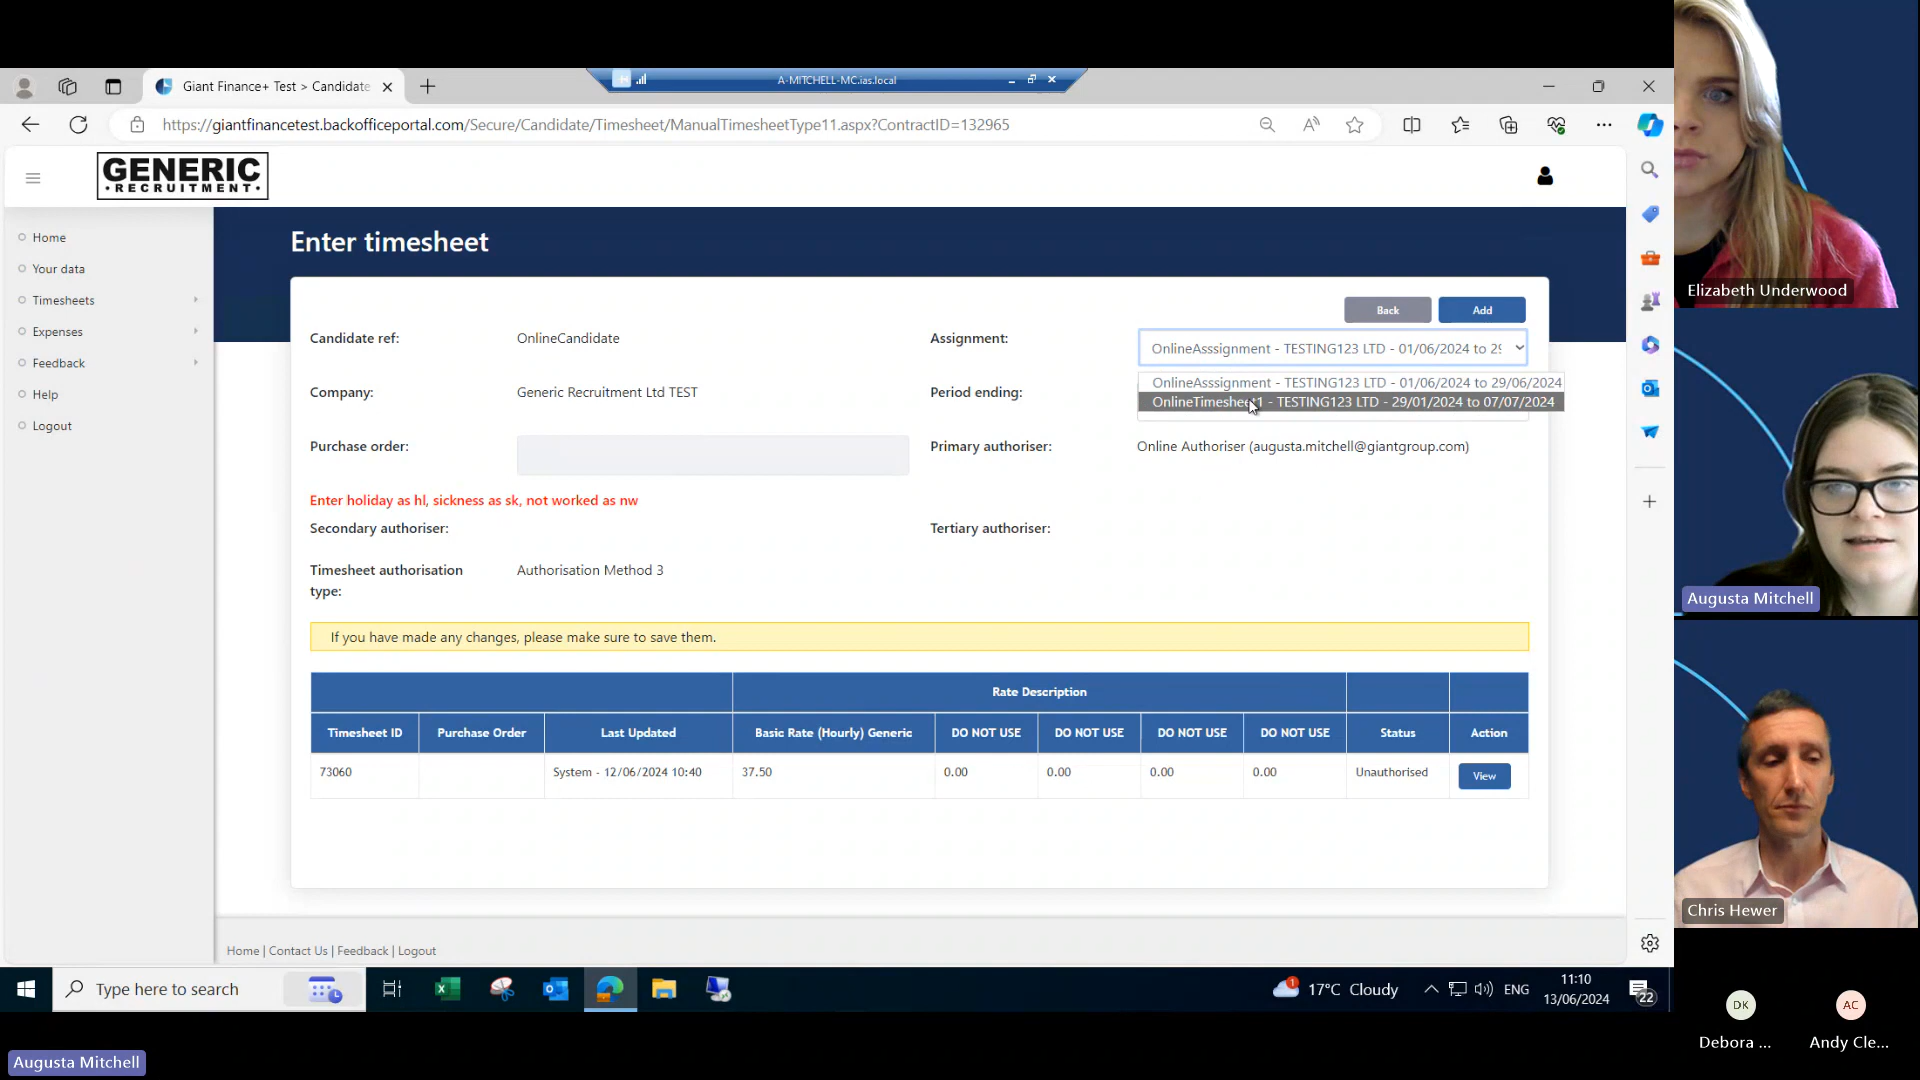 Giant Finance+ Test > Candidate
A-MITCHELL-MC.ias.local
https://giantfinancetest.backofficeportal.com/Secure/Candidate/Timesheet/ManualTimesheetType11.aspx?ContractID=132965
GENERIC
•RECRUITMENT•
Home
Your data
Timesheets
Expenses
Feedback
Help
Logout
Enter timesheet
Back
Add
Candidate ref:
OnlineCandidate
Assignment:
OnlineAsssignment - TESTING123 LTD - 01/06/2024 to 29
OnlineAsssignment - TESTING123 LTD - 01/06/2024 to 29/06/2024
OnlineTimesheet1 - TESTING123 LTD - 29/01/2024 to 07/07/2024
Company:
Generic Recruitment Ltd TEST
Period ending:
Purchase order:
Primary authoriser:
Online Authoriser (augusta.mitchell@giantgroup.com)
Enter holiday as hl, sickness as sk, not worked as nw
Secondary authoriser:
Tertiary authoriser:
Timesheet authorisation
type:
Authorisation Method 3
If you have made any changes, please make sure to save them.
Rate Description
Timesheet ID
Purchase Order
Last Updated
Basic Rate (Hourly) Generic
DO NOT USE
DO NOT USE
DO NOT USE
DO NOT USE
Status
Action
73060
System - 12/06/2024 10:40
37.50
0.00
0.00
0.00
0.00
Unauthorised
View
Home | Contact Us | Feedback | Logout
Type here to search
1
17°C Cloudy
ENG
11:10
13/06/2024
22
Elizabeth Underwood
Augusta Mitchell
Chris Hewer
DK
Debora ...
AC
Andy Cle...
Augusta Mitchell